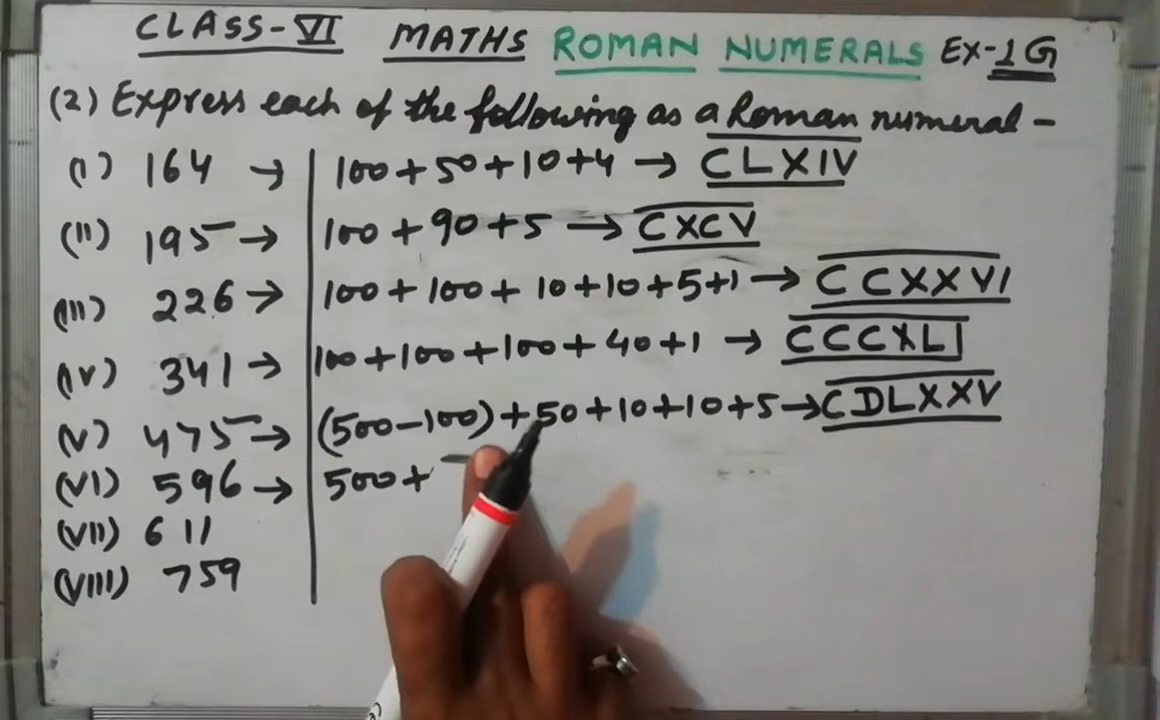 CLASS-VI MATHS ROMAN NUMERALS EX-1G
(2) Express each of the following as a Roman numeral -
(I) 164 → 100+50+10+4 → CLXIV
(II) 195 → 100+90+5 → CXCV
(III) 226 → 100+100+10+10+5+1 → CCXXVI
(IV) 341 → 100+100+100+40+1 → CCCXLI
(V) 475 → (500-100)+50+10+10+5 → CDLXXV
(VI) 596 → 500+
(VII) 611
(VIII) 759